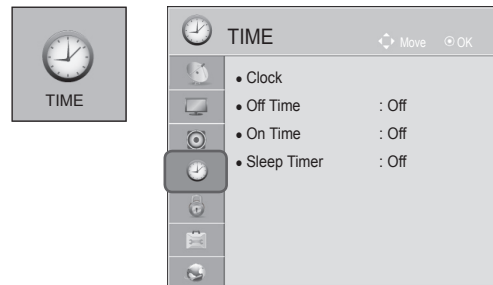 TIME
TIME
Move OK
• Clock
• Off Time : Off
• On Time : Off
• Sleep Timer : Off